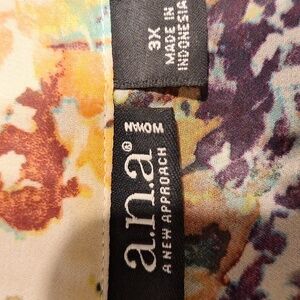 3X
MADE IN
INDONESIA
a.n.a®
A NEW APPROACH
WOMAN